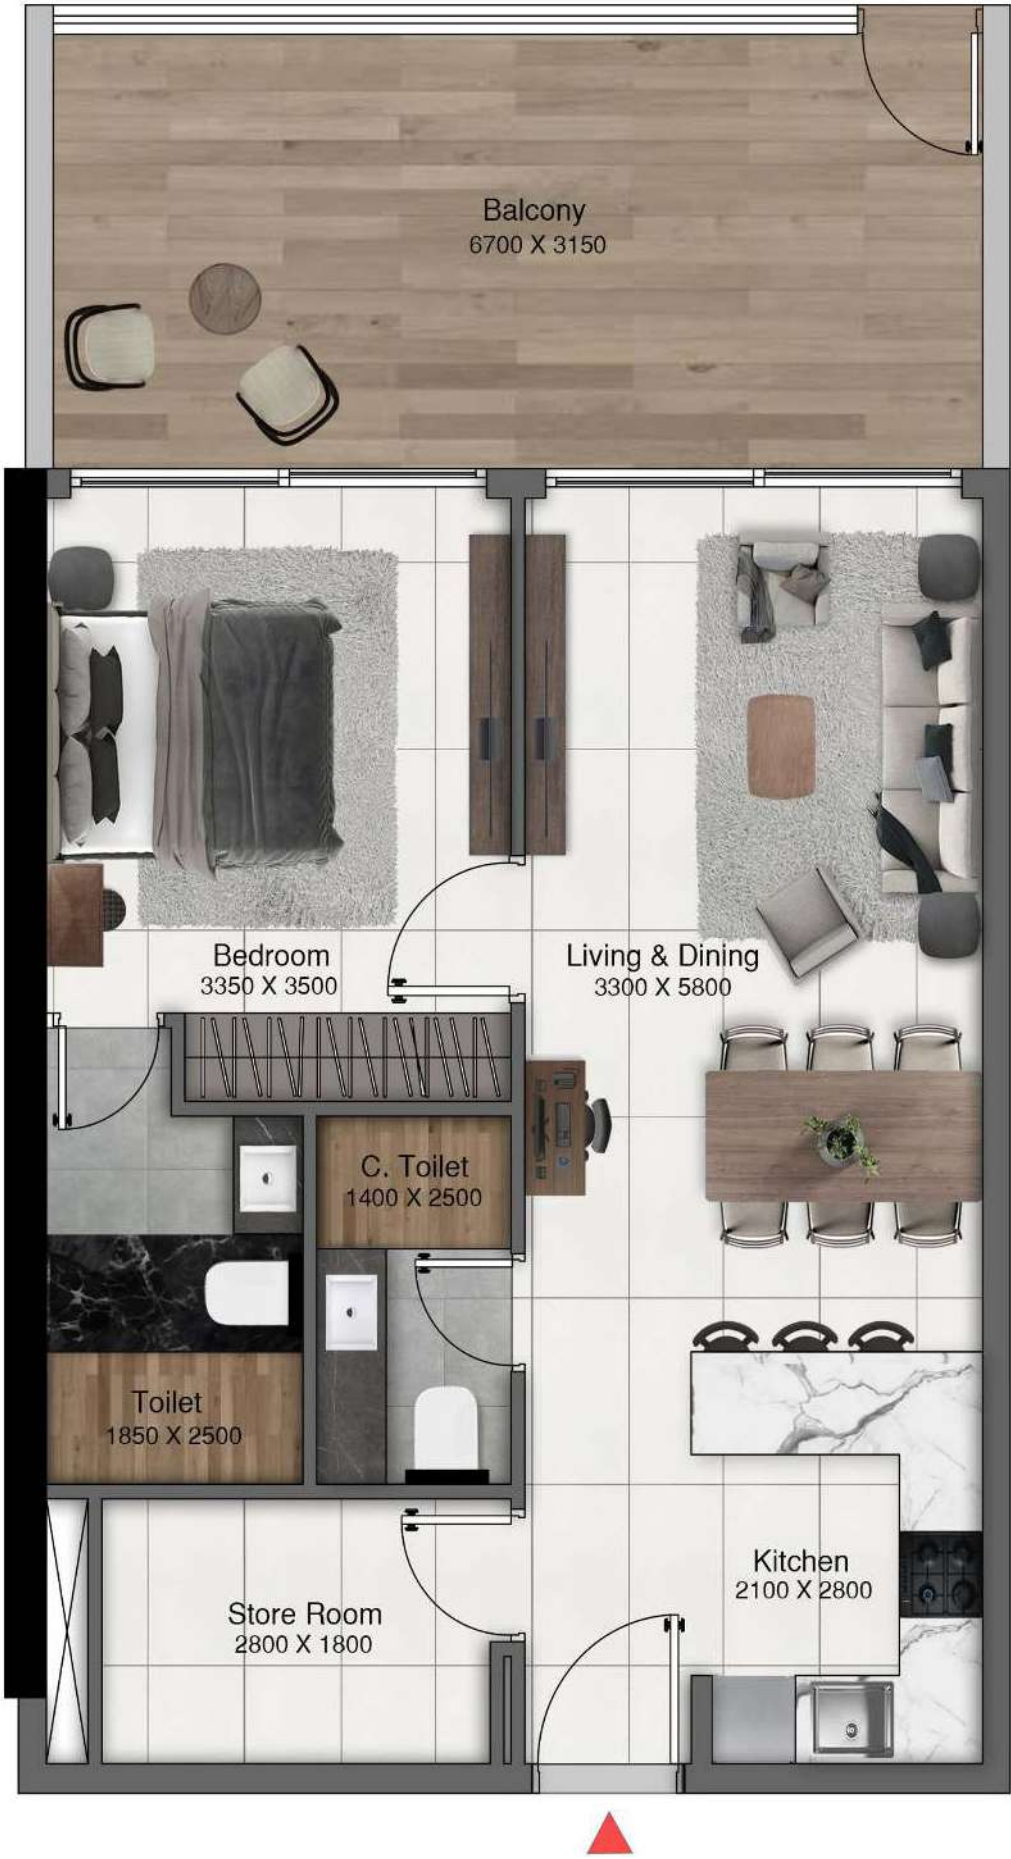 Balcony
6700 X 3150
Bedroom
3350 X 3500
Living & Dining
3300 X 5800
C. Toilet
1400 X 2500
Toilet
1850 X 2500
Kitchen
2100 X 2800
Store Room
2800 X 1800